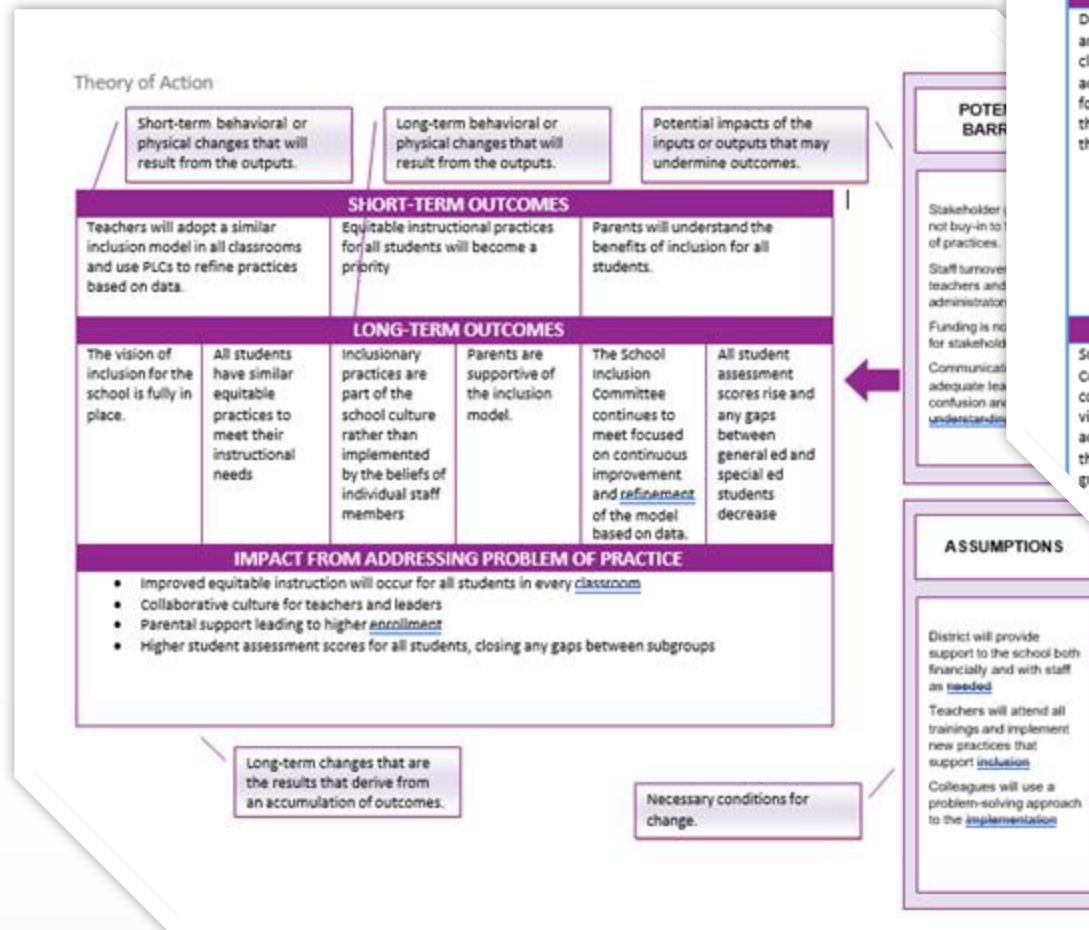 Theory of Action
Short-term behavioral or
physical changes that will
result from the outputs.
Long-term behavioral or
physical changes that will
result from the outputs.
Potential impacts of the
inputs or outputs that may
undermine outcomes.
SHORT-TERM OUTCOMES
Teachers will adopt a similar
inclusion model in all classrooms
and use PLCs to refine practices
based on data.
Equitable instructional practices
for all students will become a
priority
Parents will understand the
benefits of inclusion for all
students.
LONG-TERM OUTCOMES
The vision of
inclusion for the
school is fully in
place.
All students
have similar
equitable
practices to
meet their
instructional
needs
Inclusionary
practices are
part of the
school culture
rather than
implemented
by the beliefs of
individual staff
members
Parents are
supportive of
the inclusion
model.
The School
Inclusion
Committee
continues to
meet focused
on continuous
improvement
and refinement
of the model
based on data.
All student
assessment
scores rise and
any gaps
between
general ed and
special ed
students
decrease
IMPACT FROM ADDRESSING PROBLEM OF PRACTICE
• Improved equitable instruction will occur for all students in every classroom
• Collaborative culture for teachers and leaders
• Parental support leading to higher enrollment
• Higher student assessment scores for all students, closing any gaps between subgroups
Long-term changes that are
the results that derive from
an accumulation of outcomes.
Necessary conditions for
change.
Stakeholder
not buy-in to
of practices.
Staff turnover
teachers and
Funding is
for
adequate
confusion
ASSUMPTIONS
District will provide
support to the school both
financially and with staff
as needed
Teachers will attend all
trainings and implement
new practices that
support inclusion
Colleagues will use a
problem-solving approach
to the implementation